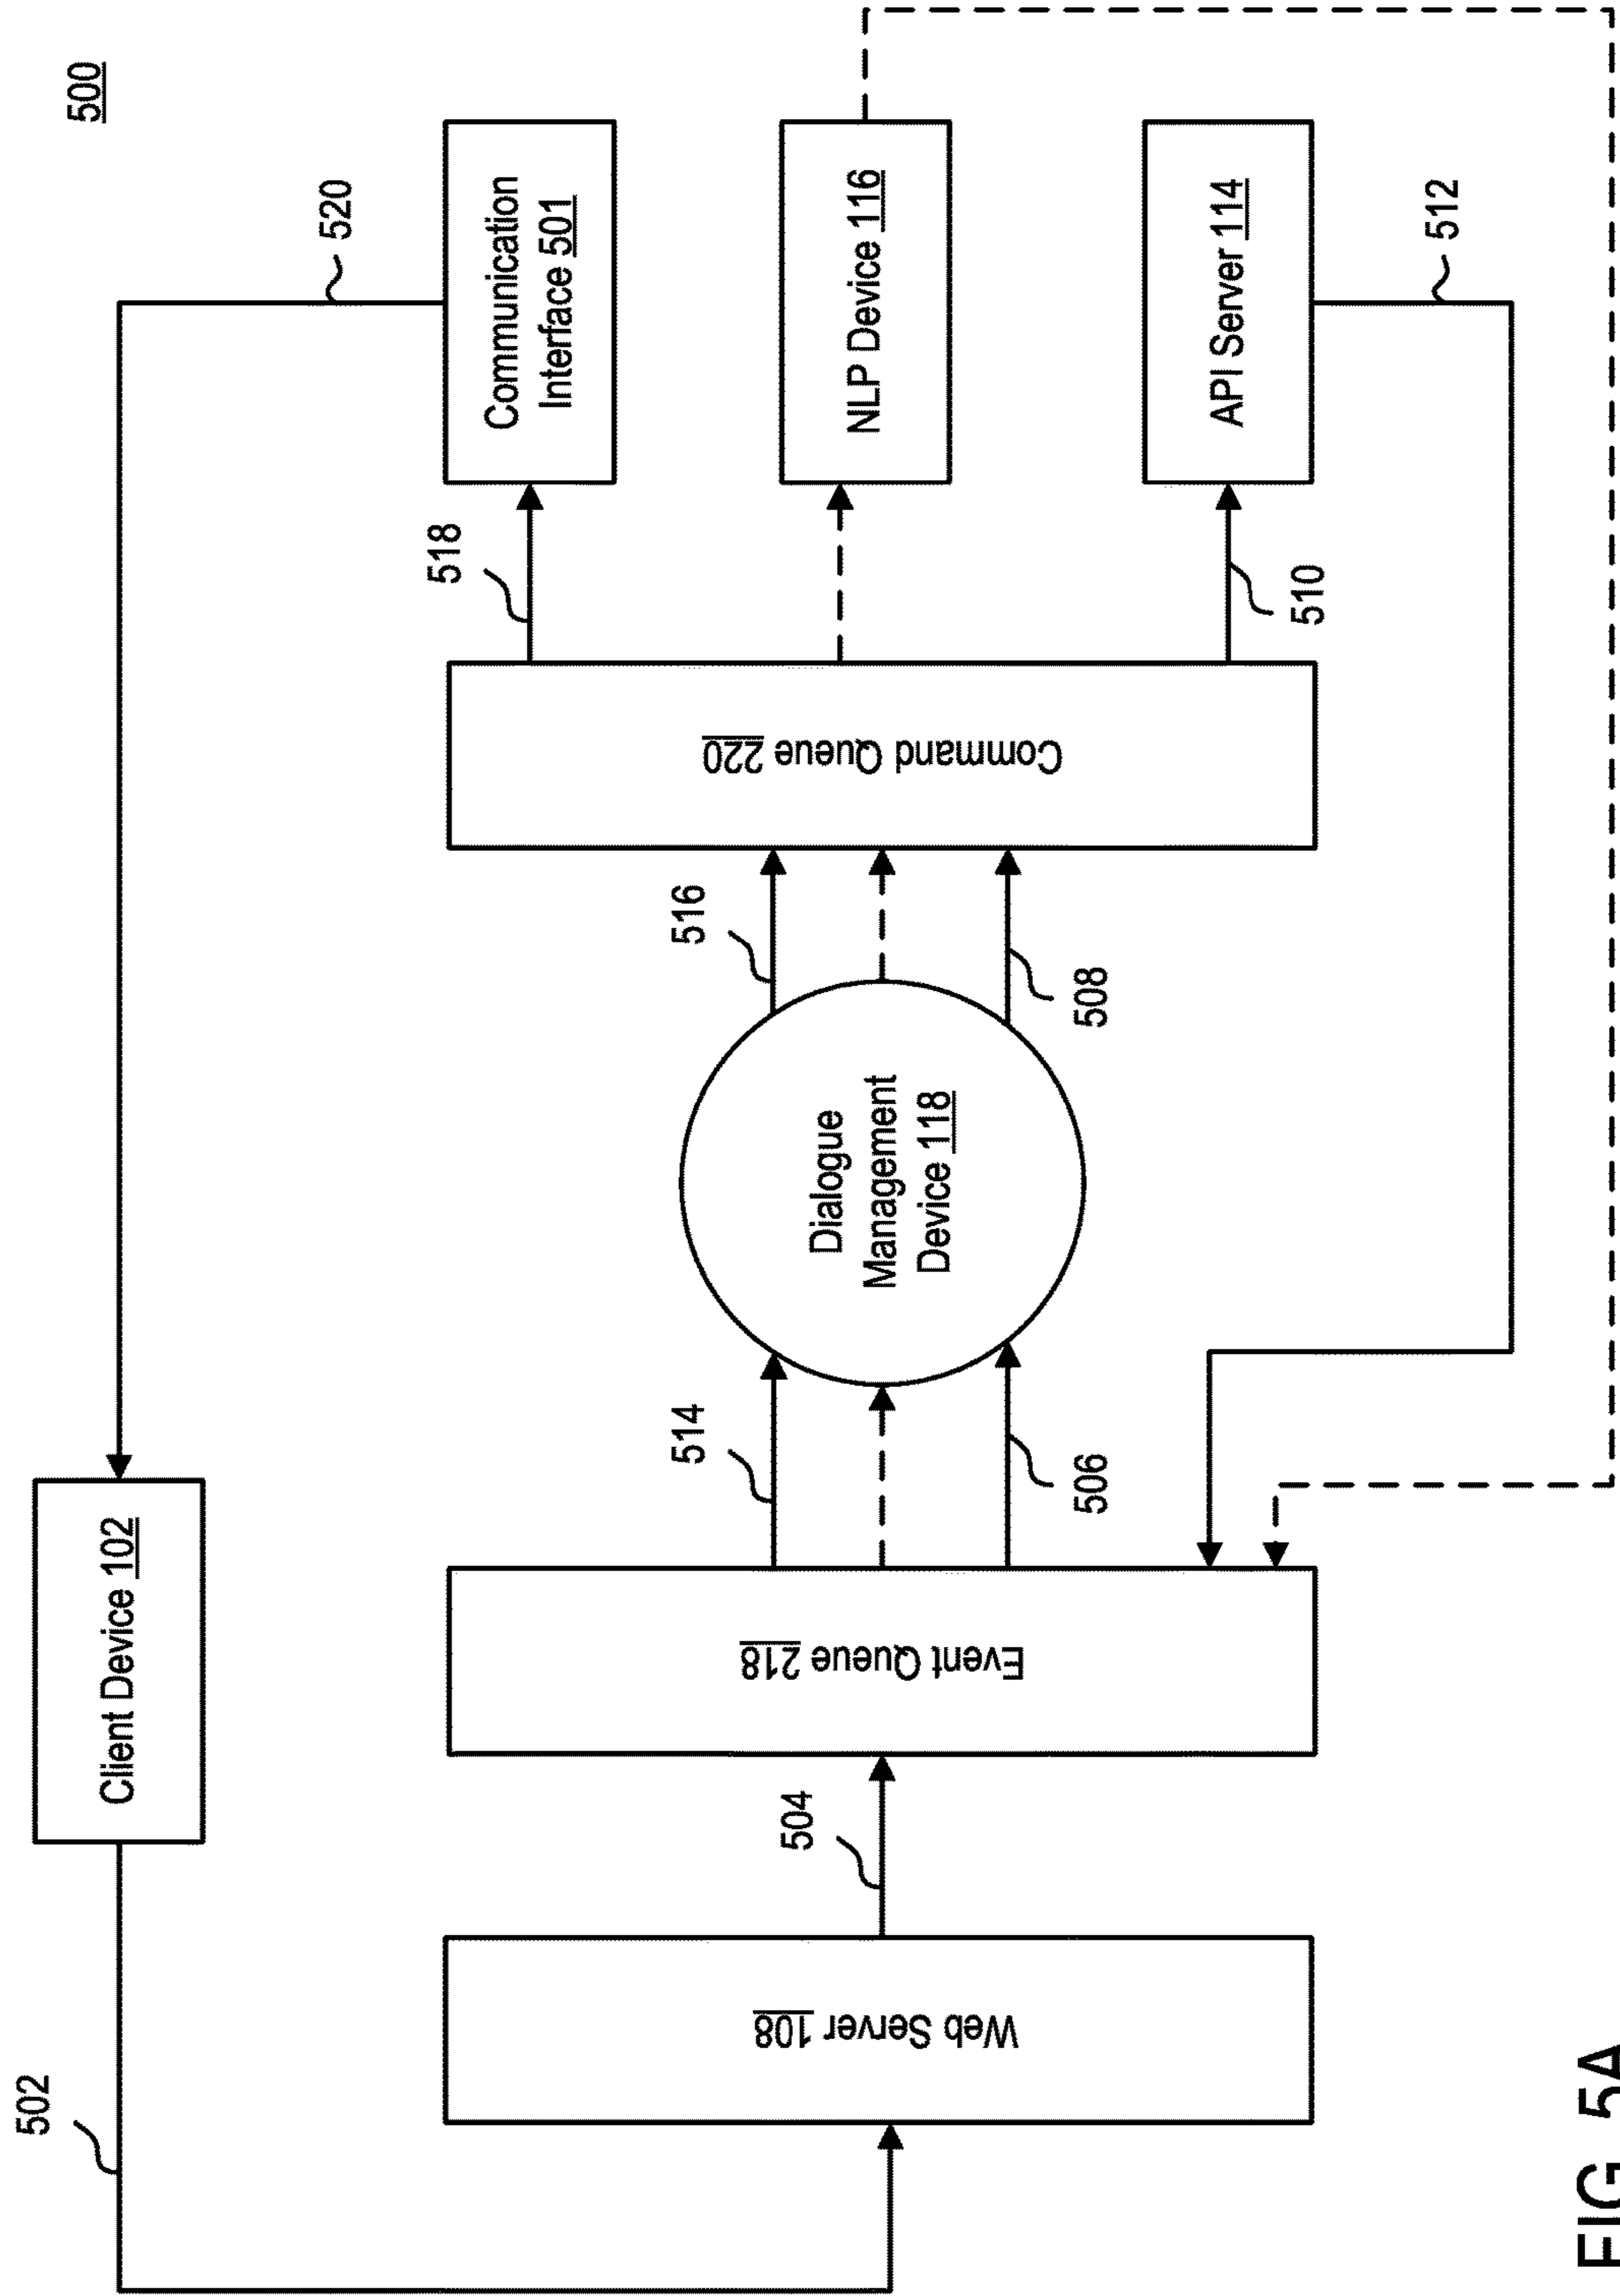 500
502
Client Device 102
520
Web Server 108
504
Event Queue 218
514
506
Dialogue
Management
Device 118
516
508
Command Queue 220
518
510
Communication
Interface 501
NLP Device 116
API Server 114
512
FIG. 5A